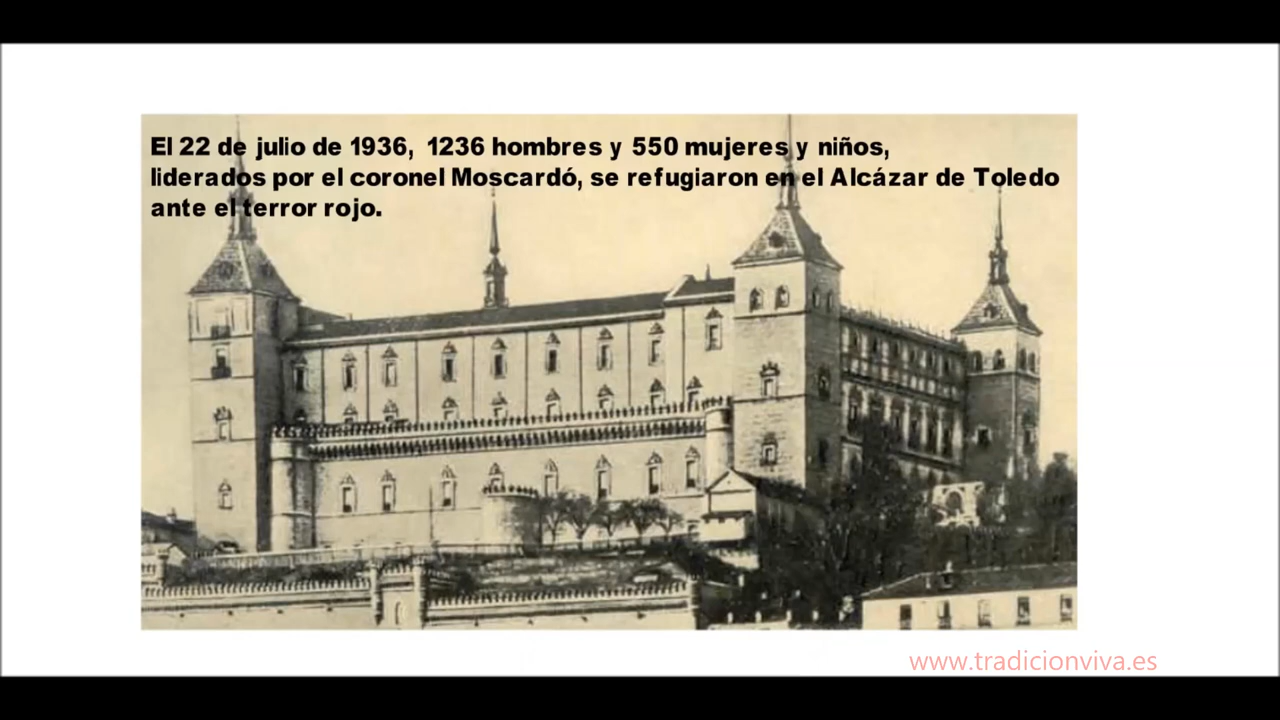 El 22 de julio de 1936, 1236 hombres y 550 mujeres y niños,
liderados por el coronel Moscardó, se refugiaron en el Alcázar de Toledo
ante el terror rojo.
www.tradicionviva.es